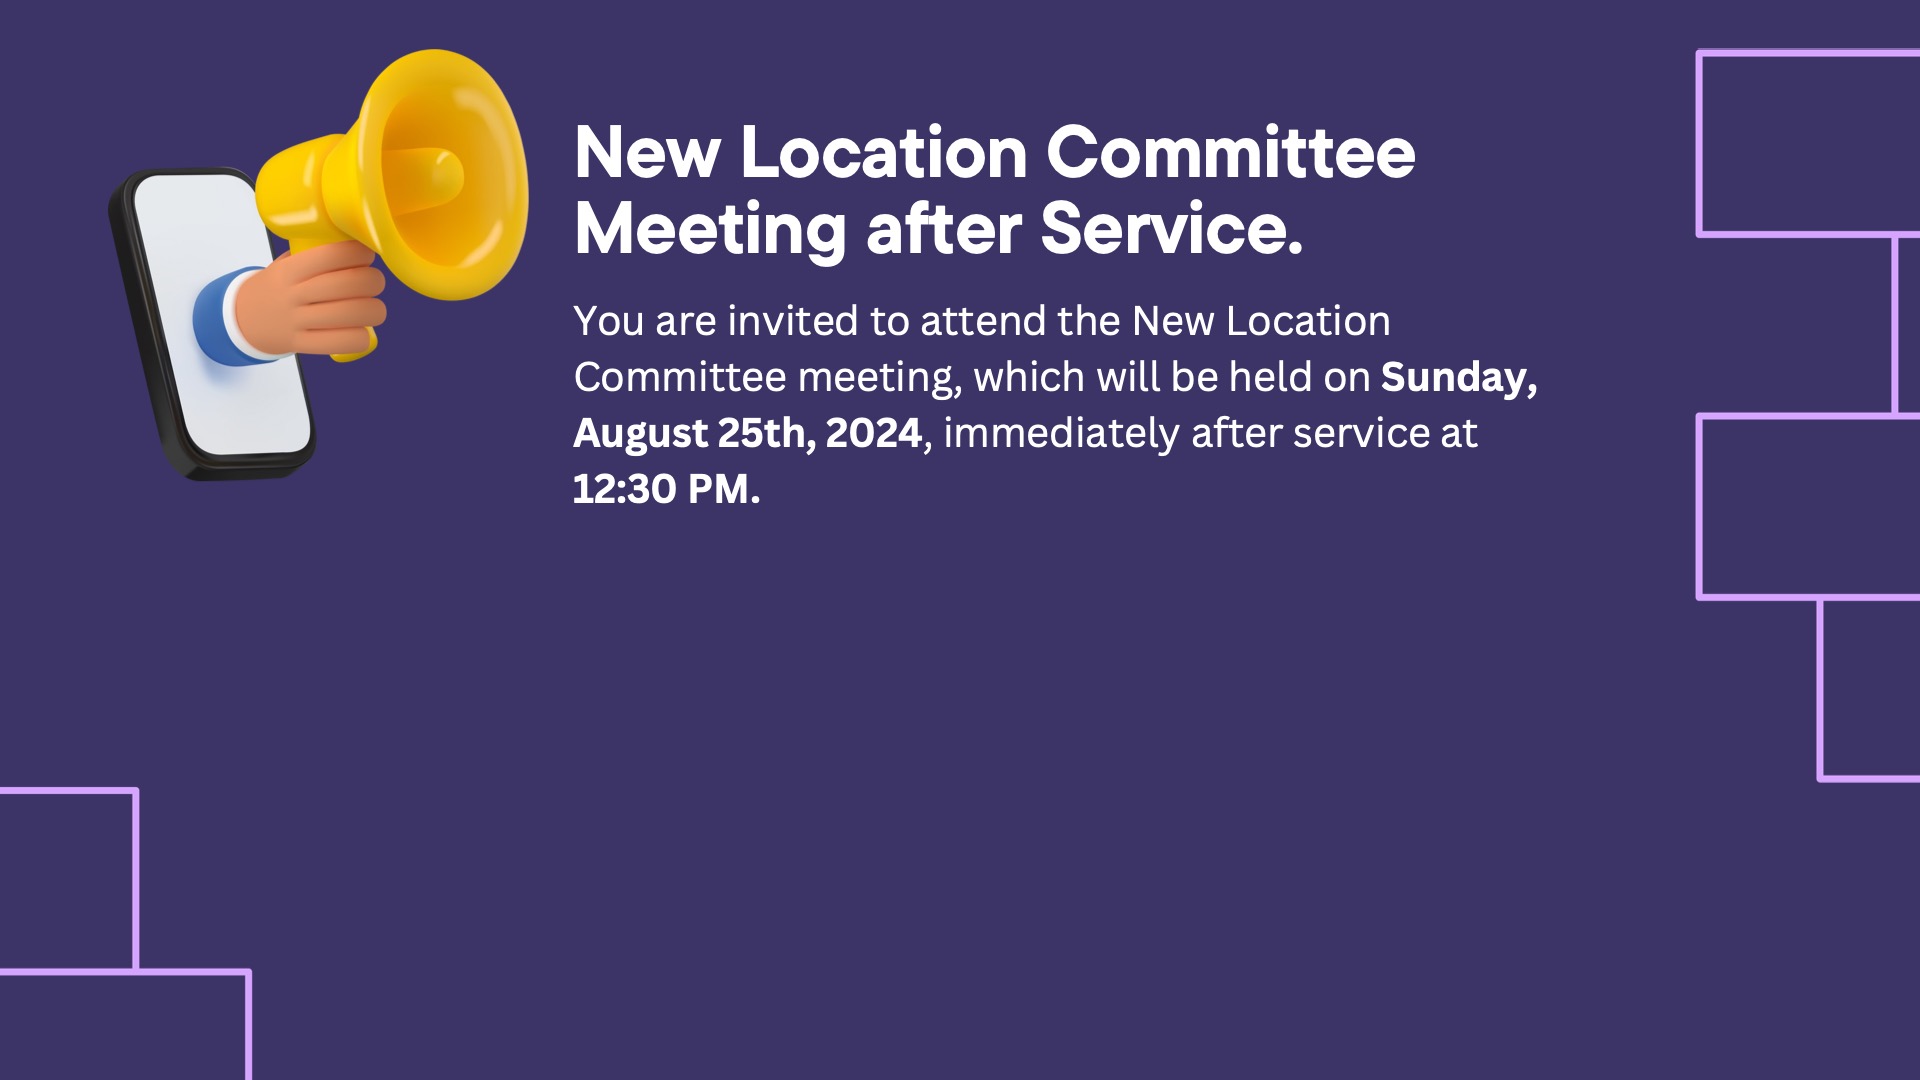 New Location Committee
Meeting after Service.
You are invited to attend the New Location
Committee meeting, which will be held on Sunday,
August 25th, 2024, immediately after service at
12:30 PM.